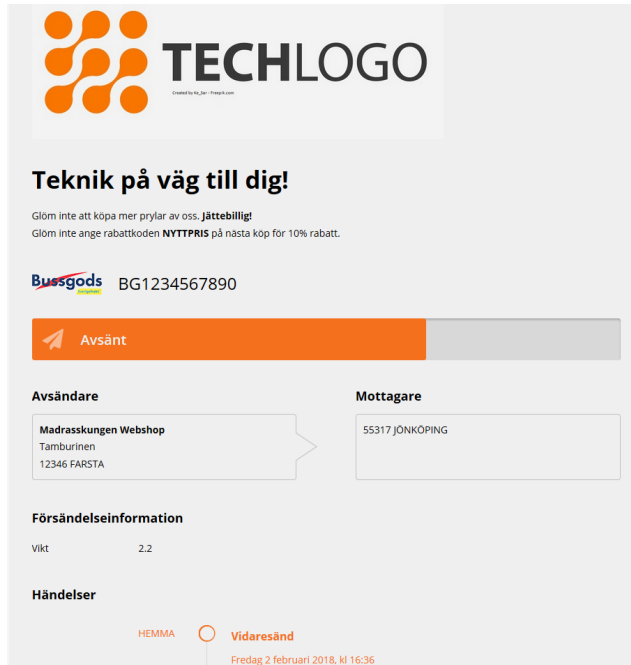 TECHLOGO
Teknik på väg till dig!
Glöm inte att köpa mer prylar av oss. Jättebillig!
Glöm inte ange rabattkoden NYTTPRIS på nästa köp för 10% rabatt.
Bussgods BG1234567890
Avsänt
Avsändare
Mottagare
Madrasskungen Webshop
Tamburinen
12346 FARSTA
55317 JÖNKÖPING
Försändelseinformation
Vikt 2.2
Händelser
HEMMA Vidaresänd
Fredag 2 februari 2018, kl 16:36